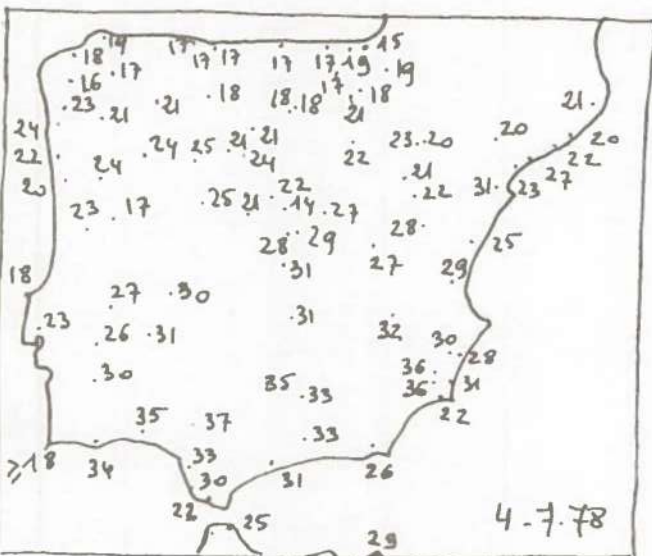 19 17 15
18 17 17 17 17 19
16 17 17 19
18 18 18 18
23 21 21 21 21
24 21 21 23 20 20 20
22 24 24 25 24 22 22
20 21 27
23 17 25 21 22 14 27 22 31 23
28 29 28 25
18 31 27 29
27 30
23 26 31 31 32 30 28
30 36
35 33 36 31
35 37 22
≥18 34 33 33 26
30 31
22 25
4-7-78
29